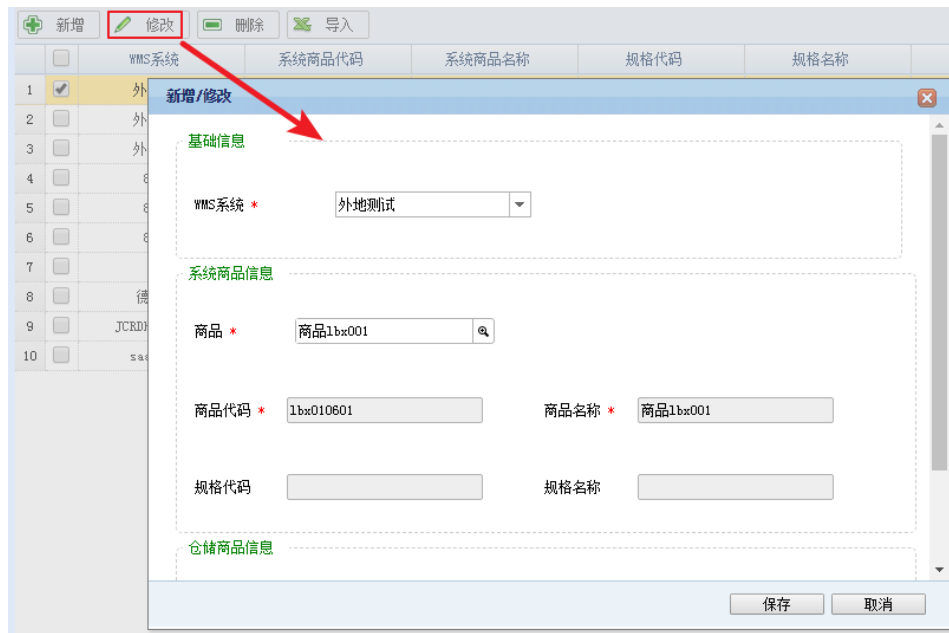 新增 修改 删除 导入
WMS系统 系统商品代码 系统商品名称 规格代码 规格名称
1 外
新增/修改
2 外
3 外
基础信息
4 8
5 8
WMS系统 * 外地测试
6 8
7
系统商品信息
8 德
9 JCRDH
商品 * 商品lbx001
10 sas
商品代码 * lbx010601 商品名称 * 商品lbx001
规格代码 规格名称
仓储商品信息
保存 取消